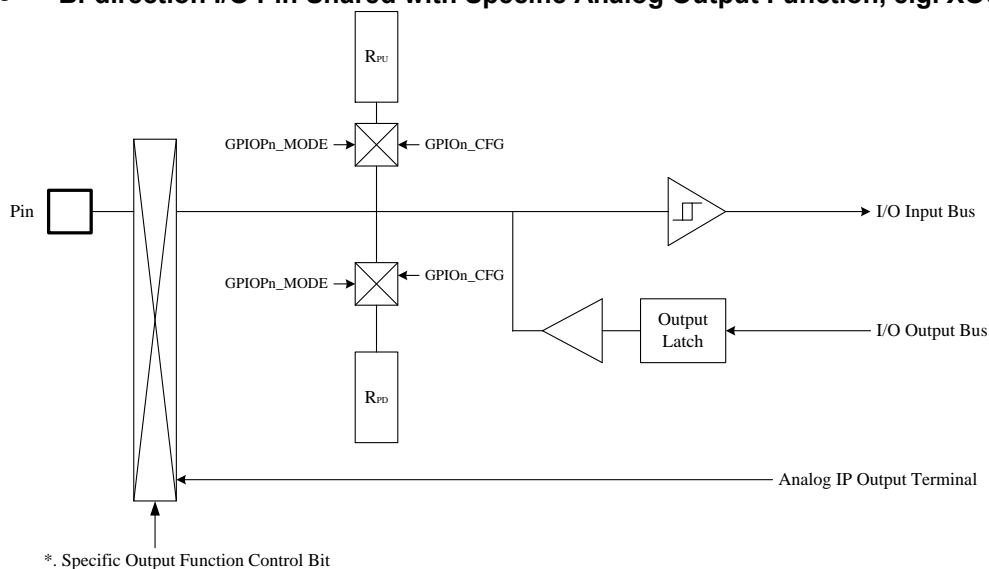 Bi-direction I/O Pin Shared with Specific Analog Output Function,
RPU
GPIOPn_MODE
GPIOn_CFG
Pin
I/O Input Bus
GPIOPn_MODE
GPIOn_CFG
Output
Latch
I/O Output Bus
RPD
Analog IP Output Terminal
*. Specific Output Function Control Bit